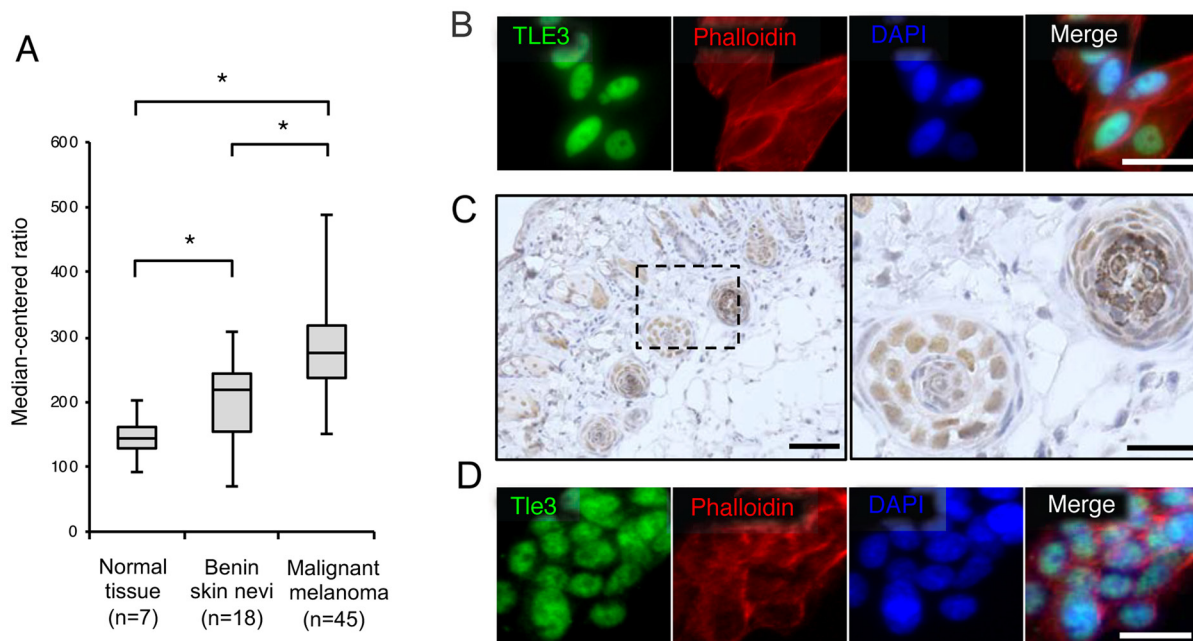 A
*
*
*
600
500
400
300
200
100
0
Median-centered ratio
Normal
tissue
(n=7)
Benin
skin nevi
(n=18)
Malignant
melanoma
(n=45)
B
TLE3
Phalloidin
DAPI
Merge
C
D
Tle3
Phalloidin
DAPI
Merge